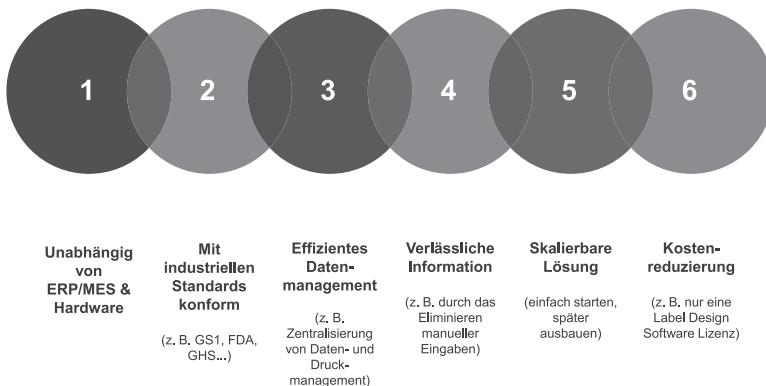 1 2 3 4 5 6
Unabhängig
von
ERP/MES &
Hardware
Mit
industriellen
Standards
konform
(z. B. GS1, FDA,
GHS...)
Effizientes
Daten-
management
(z. B.
Zentralisierung
von Daten- und
Druck-
management)
Verlässliche
Information
(z. B. durch das
Eliminieren
manueller
Eingaben)
Skalierbare
Lösung
(einfach starten,
später
ausbauen)
Kosten-
reduzierung
(z. B. nur eine
Label Design
Software Lizenz)